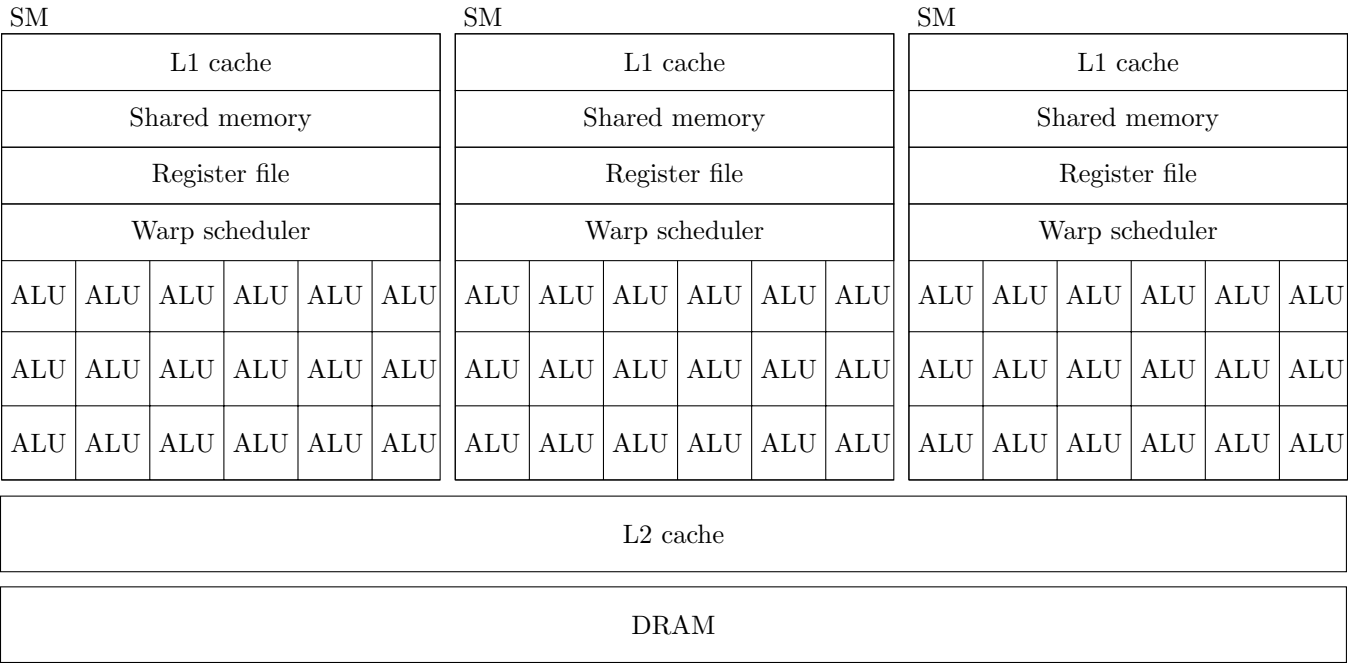 SM SM SM
L1 cache L1 cache L1 cache
Shared memory Shared memory Shared memory
Register file Register file Register file
Warp scheduler Warp scheduler Warp scheduler
ALU ALU ALU ALU ALU ALU ALU ALU ALU ALU ALU ALU ALU ALU ALU ALU ALU ALU
ALU ALU ALU ALU ALU ALU ALU ALU ALU ALU ALU ALU ALU ALU ALU ALU ALU ALU
ALU ALU ALU ALU ALU ALU ALU ALU ALU ALU ALU ALU ALU ALU ALU ALU ALU ALU
L2 cache
DRAM